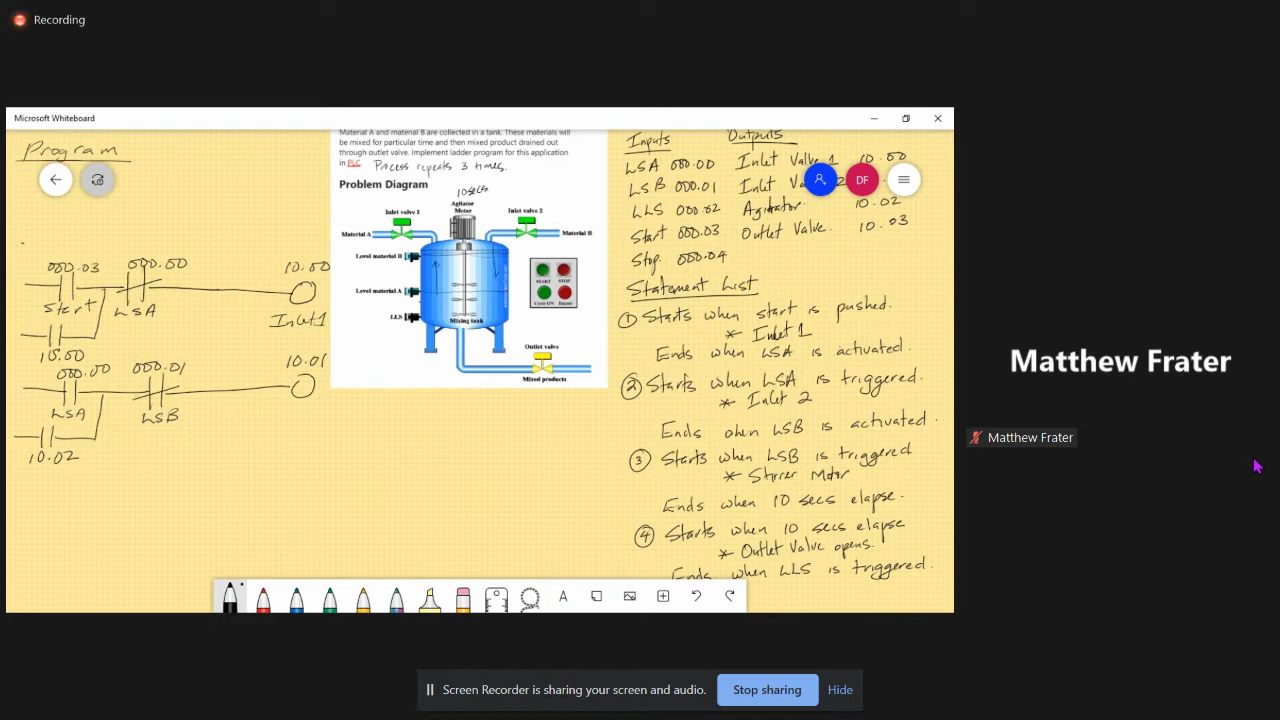 Recording
Microsoft Whiteboard
Program
000.03 000.00 10.00
Start LSA
Inlet1
10.00
000.00 000.01 10.01
LSA LSB
10.02
Material A and material B are collected in a tank. These materials will
be mixed for particular time and then mixed product drained out
through outlet valve. Implement ladder program for this application
in PLC Process repeats 3 times.
Problem Diagram
10secs
Agitator
Motor
Inlet valve 1
Inlet valve 2
Material A
Material B
Level material B
Level material A
LLS
START STOP
Cycle ON Buzzer
Mixing tank
Outlet valve
Mixed products
Inputs Outputs
LSA 000.00 Inlet Valve 1 10.00
LSB 000.01 Inlet 2
LLS 000.02 Agitator 10.02
Start 000.03 Outlet Valve 10.03
Stop 000.04
Statement List
1 Starts when start is pushed.
* Inlet 1
Ends when LSA is activated.
2 Starts when LSA is triggered.
* Inlet 2
Ends when LSB is activated.
3 Starts when LSB is triggered
* Stirrer Motor
Ends when 10 secs elapse.
4 Starts when 10 secs elapse
* Outlet Valve opens.
Ends when LLS is triggered.
DF
A
Matthew Frater
Matthew Frater
Screen Recorder is sharing your screen and audio.
Stop sharing
Hide